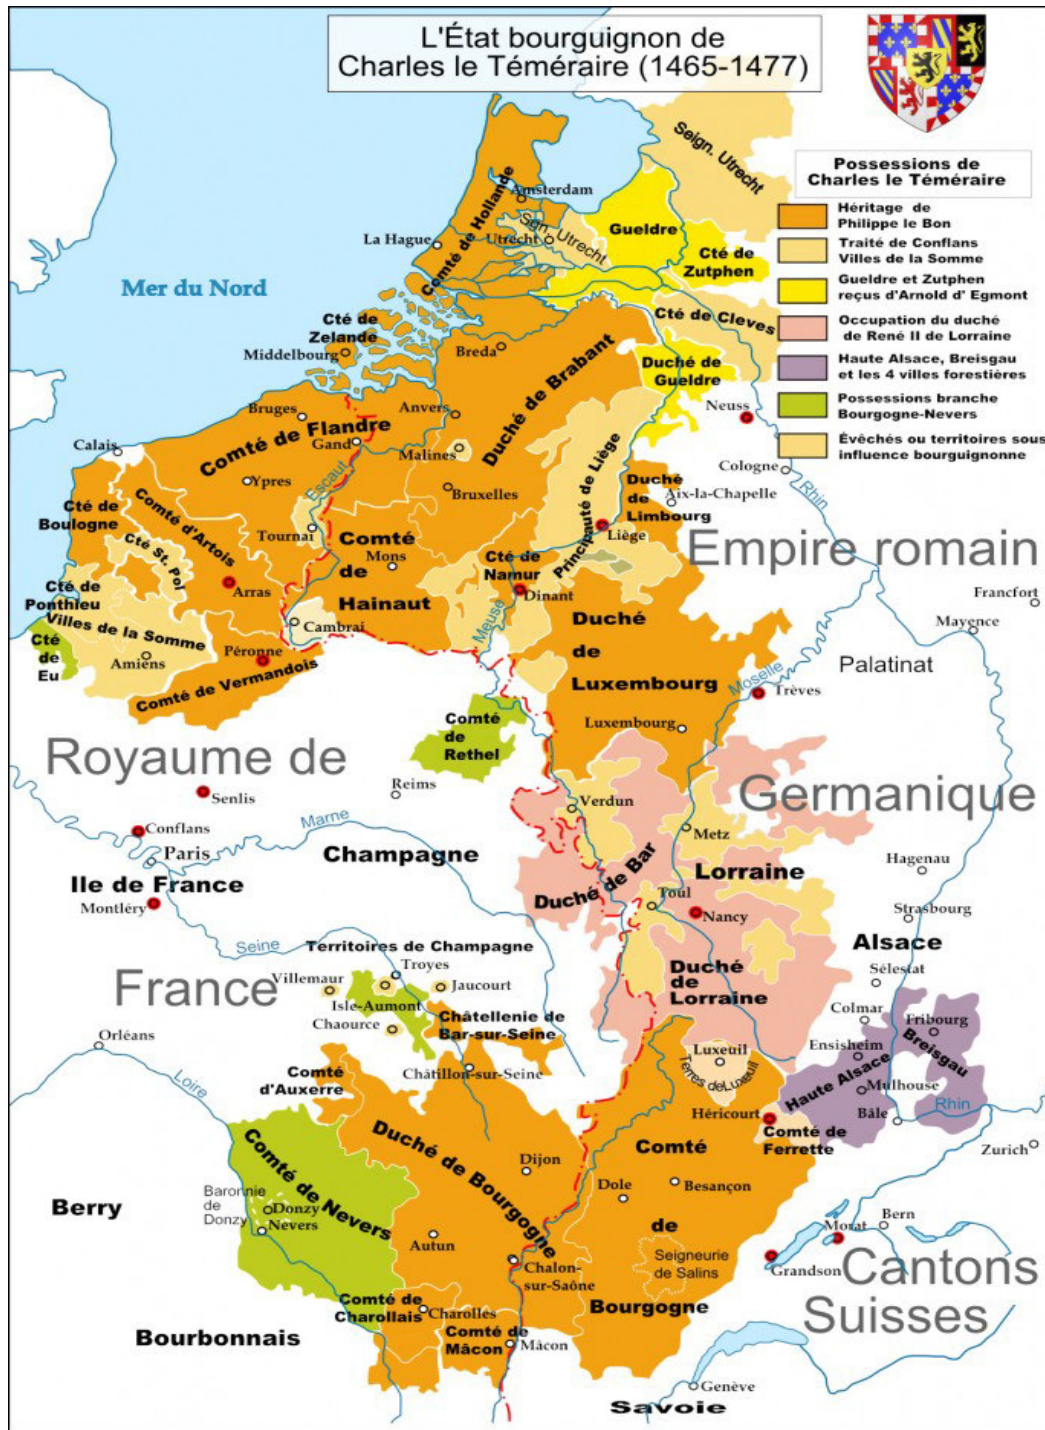 L'État bourguignon de
Charles le Téméraire (1465-1477)
Possessions de
Charles le Téméraire
Héritage de
Philippe le Bon
Traité de Conflans
Villes de la Somme
Gueldre et Zutphen
reçus d'Arnold d' Egmont
Occupation du duché
de René II de Lorraine
Haute Alsace, Breisgau
et les 4 villes forestières
Possessions branche
Bourgogne-Nevers
Évêchés ou territoires sous
influence bourguignonne
Mer du Nord
Seign. Utrecht
Comté de Hollande
Amsterdam
Sgn. Utrecht
Utrecht
La Hague
Gueldre
Cté de
Zutphen
Cté de Cleves
Cté de
Zelande
Middelbourg
Breda
Duché de Brabant
Duché de
Gueldre
Neuss
Bruges
Anvers
Comté de Flandre
Gand
Malines
Calais
Cologne
Rhin
Ypres
Escaut
Bruxelles
Principauté de Liège
Duché
de
Limbourg
Aix-la-Chapelle
Cté de
Boulogne
Comté d'Artois
Tournai
Liège
Empire romain
Cté St. Pol
Comté
de
Hainaut
Mons
Cté de
Namur
Dinant
Arras
Cté de
Ponthieu
Francfort
Villes de la Somme
Cambrai
Meuse
Duché
de
Luxembourg
Mayence
Cté
de
Eu
Amiens
Péronne
Comté de Vermandois
Palatinat
Moselle
Trèves
Comté
de
Rethel
Luxembourg
Royaume de
Reims
Senlis
Germanique
Verdun
Conflans
Marne
Metz
Paris
Champagne
Hagenau
Ile de France
Duché de Bar
Lorraine
Montléry
Toul
Nancy
Strasbourg
Seine
Territoires de Champagne
Alsace
France
Villemaur
Troyes
Isle-Aumont
Jaucourt
Duché
de
Lorraine
Sélestat
Chaource
Châtellenie de
Bar-sur-Seine
Colmar
Fribourg
Orléans
Ensisheim
Breisgau
Luxeuil
Terres de Luxeuil
Haute Alsace
Loire
Comté
d'Auxerre
Châtillon-sur-Seine
Mulhouse
Rhin
Héricourt
Bâle
Comté de
Ferrette
Zurich
Comté de Nevers
Duché de Bourgogne
Comté
de
Bourgogne
Dijon
Dole
Besançon
Berry
Baronnie
de
Donzy
Donzy
Nevers
Autun
Bern
Morat
Chalon-
sur-Saône
Seigneurie
de Salins
Grandson
Cantons
Suisses
Comté de
Charollais
Charolles
Bourbonnais
Comté de
Mâcon
Mâcon
Genève
Savoie